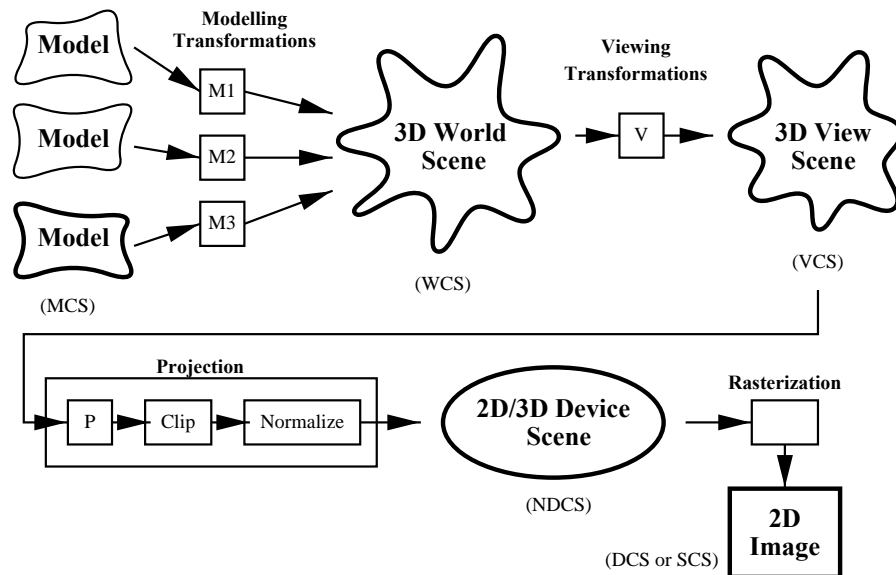 Model
Modelling
Transformations
M1
Model
M2
Model
M3
(MCS)
3D World
Scene
(WCS)
Viewing
Transformations
V
3D View
Scene
(VCS)
Projection
P
Clip
Normalize
2D/3D Device
Scene
(NDCS)
Rasterization
2D
Image
(DCS or SCS)